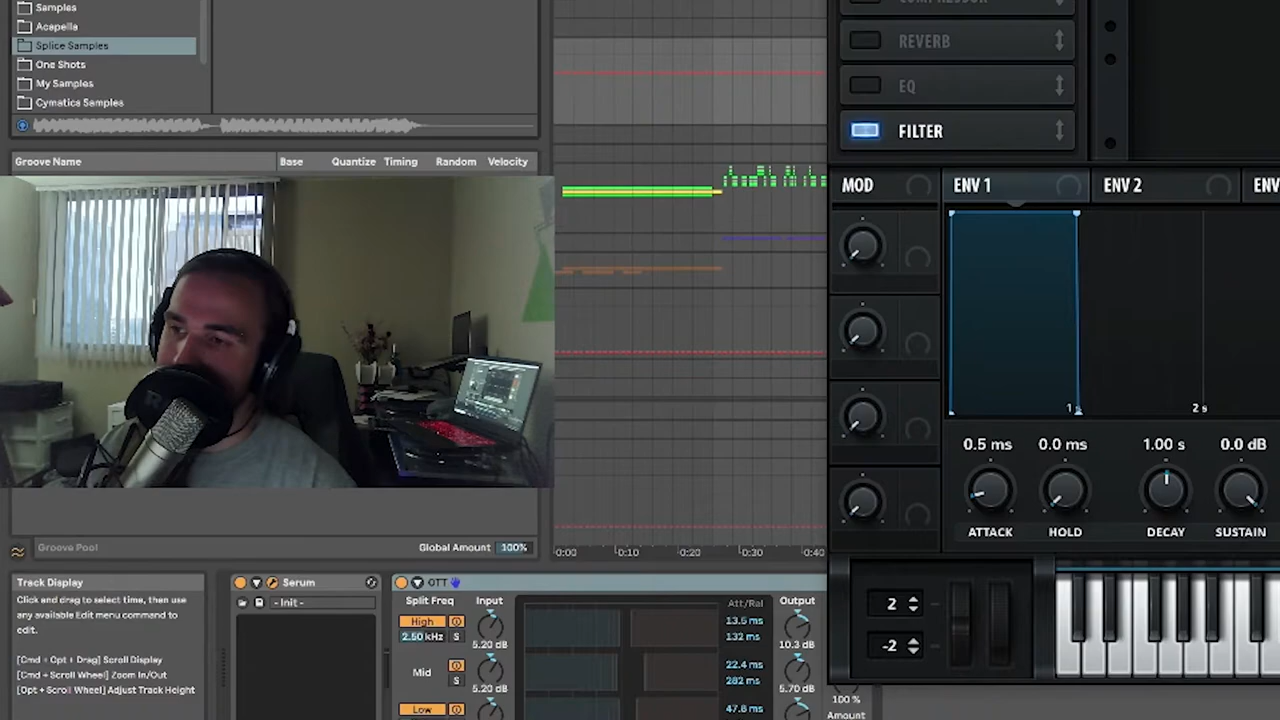 Samples
Acapella
Splice Samples
One Shots
My Samples
Cymatics Samples
Groove Name Base Quantize Timing Random Velocity
Groove Pool Global Amount 100%
0:00 0:10 0:20 0:30 0:40
COMPRESSOR
REVERB
EQ
FILTER
MOD ENV 1 ENV 2 ENV
1 s 2 s
0.5 ms 0.0 ms 1.00 s 0.0 dB
ATTACK HOLD DECAY SUSTAIN
2
-2
Track Display
Click and drag to select time, then use
any available Edit menu command to
edit.
[Cmd + Opt + Drag] Scroll Display
[Cmd + Scroll Wheel] Zoom In/Out
[Opt + Scroll Wheel] Adjust Track Height
Serum
- Init -
OTT
Split Freq Input Att/Rel Output
High
2.50 kHz S 5.20 dB 13.5 ms 132 ms 10.3 dB
Mid S 5.20 dB 22.4 ms 282 ms 5.70 dB
Low 47.8 ms
100 %
Amount